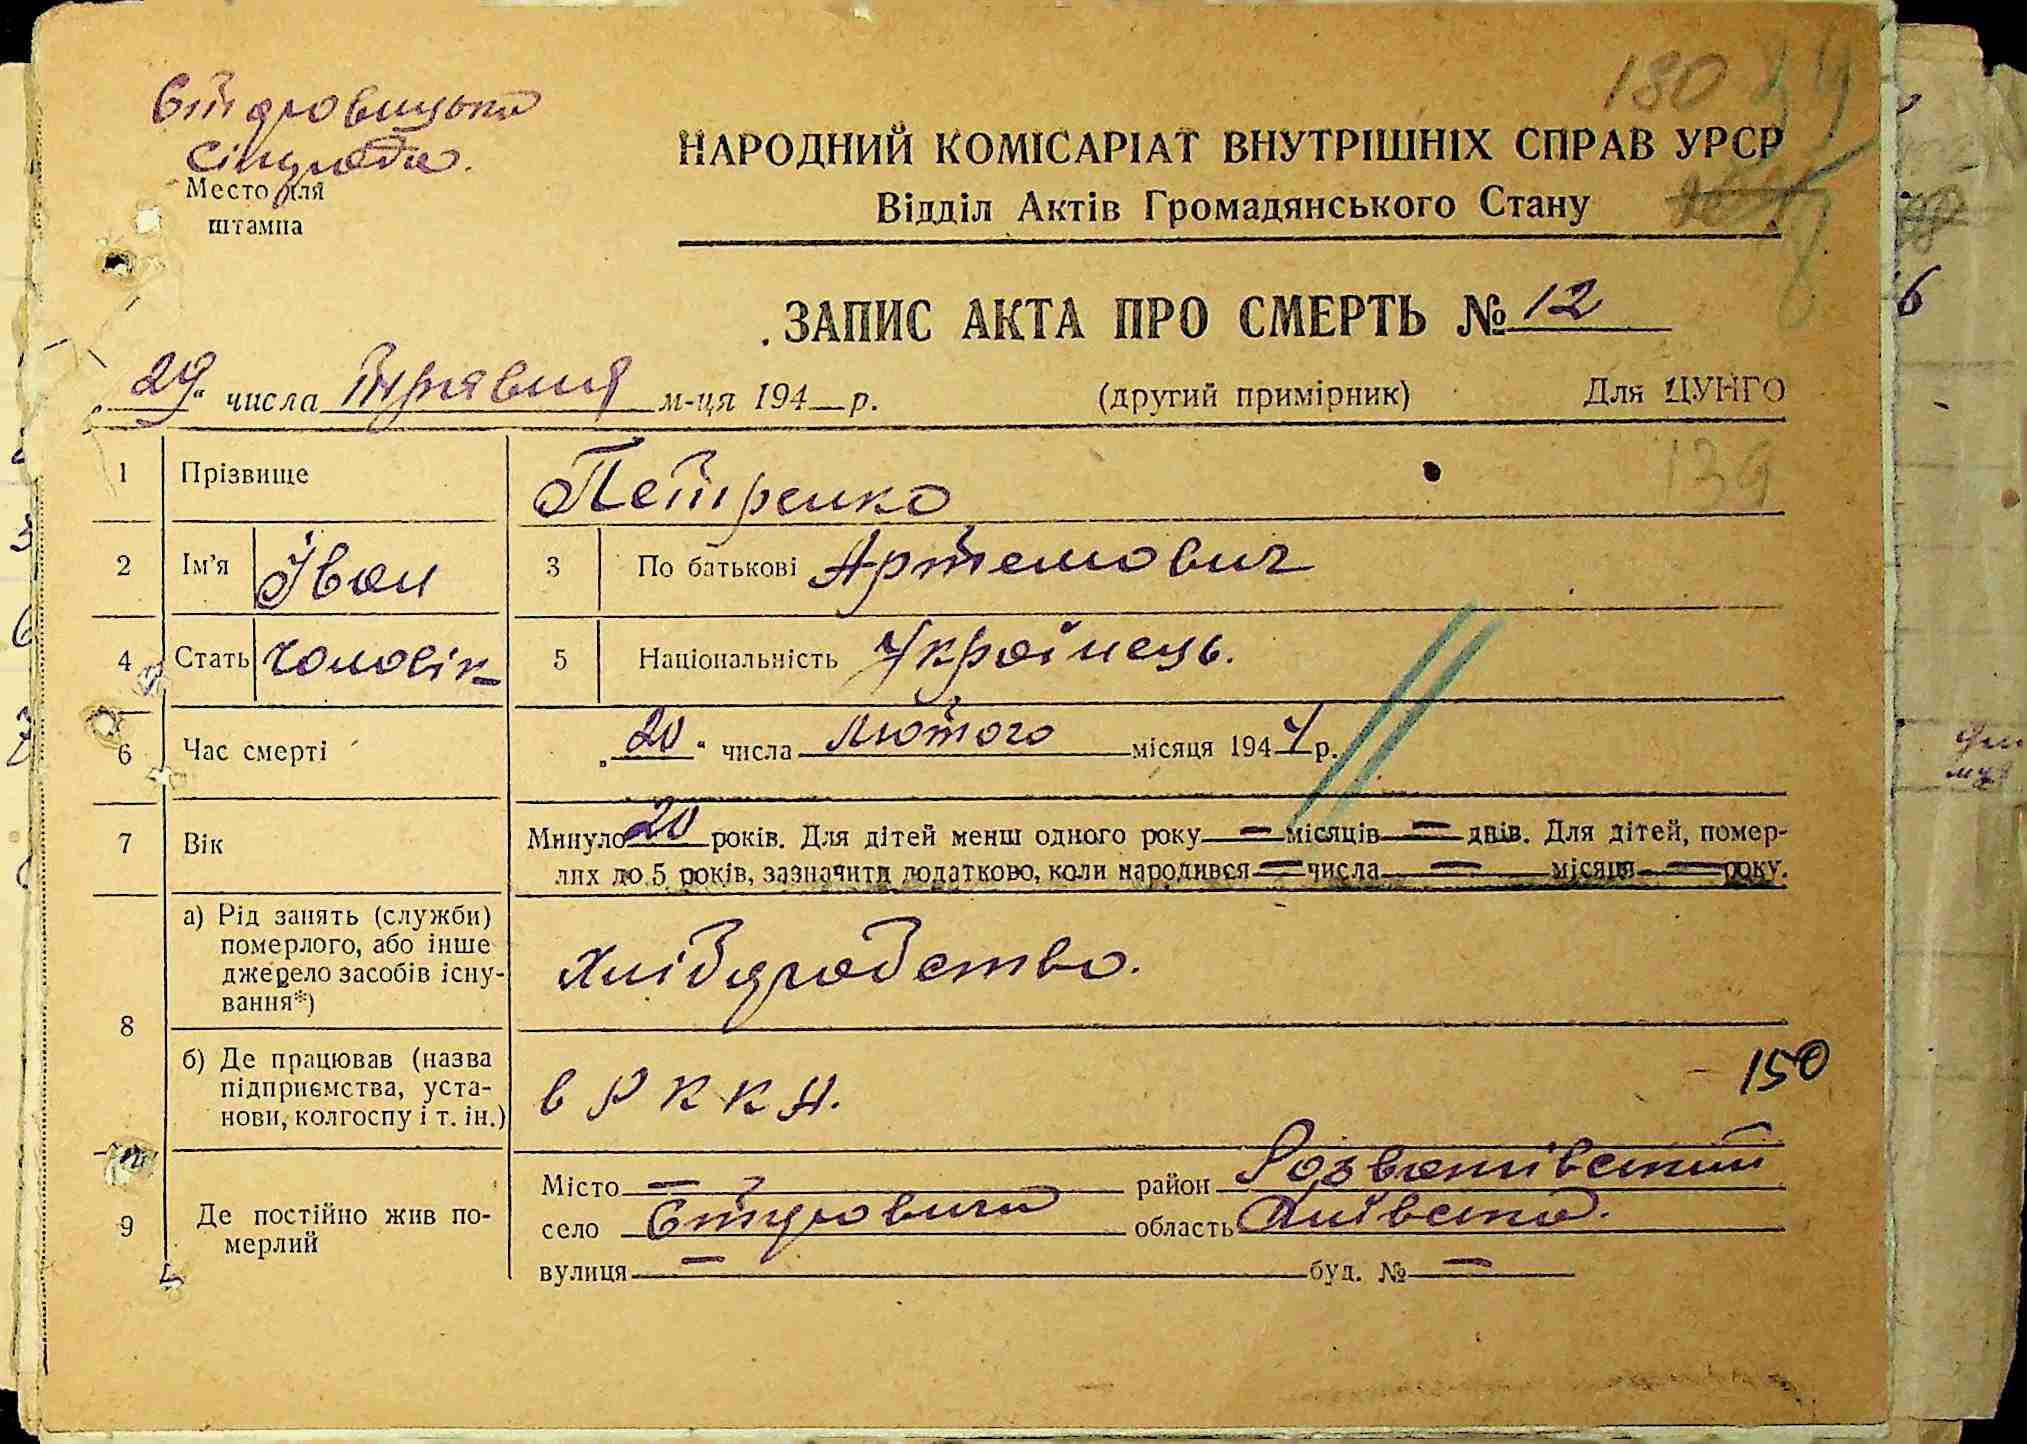 180
сільрада.
НАРОДНИЙ КОМІСАРІАТ ВНУТРІШНІХ СПРАВ УРСР
Место для
штампа
Відділ Актів Громадянського Стану
ЗАПИС АКТА ПРО СМЕРТЬ № 12
„29“ числа травня м-ця 194 р. (другий примірник) Для ЦУНГО
139
1 Прізвище Петренко
2 Ім’я Іван 3 По батькові Артемович
4 Стать чоловік 5 Національність Українець.
6 Час смерті „20“ числа лютого місяця 1944 р.
7 Вік Минуло 20 років. Для дітей менш одного року — місяців — днів. Для дітей, помер-
лих до 5 років, зазначити додатково, коли народився — числа — місяця — року.
8 а) Рід занять (служби)
померлого, або інше
джерело засобів існу-
вання*) хлібуробство.
б) Де працював (назва
підприємства, уста-
нови, колгоспу і т. ін.) в РККА.
150
9 Де постійно жив по-
мерлий
Місто — район Розважівський
село область Київська.
вулиця — буд. № —